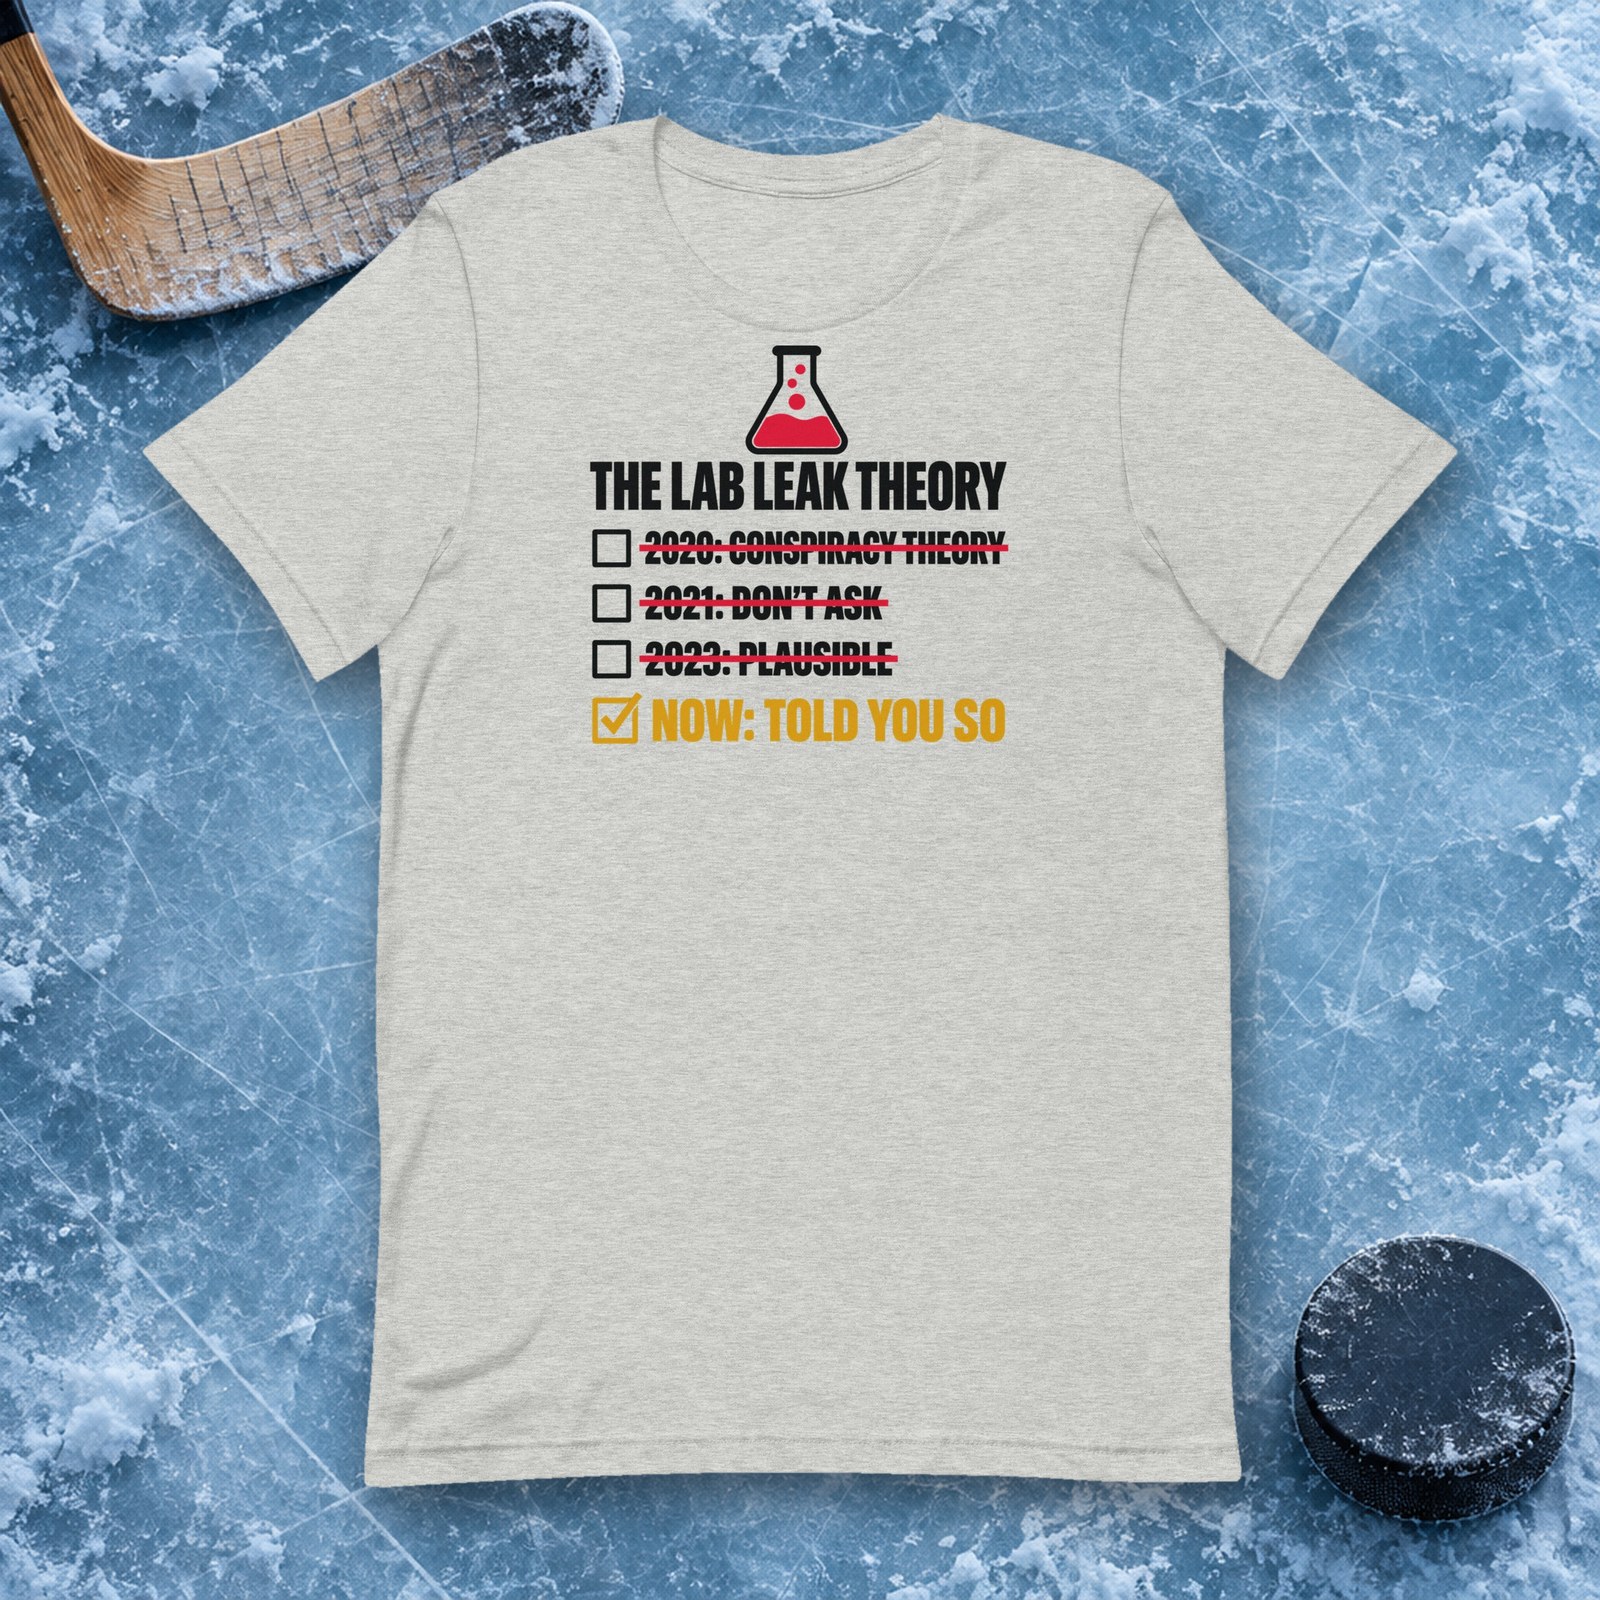 THE LAB LEAK THEORY
2020: CONSPIRACY THEORY
2021: DON'T ASK
2023: PLAUSIBLE
NOW: TOLD YOU SO